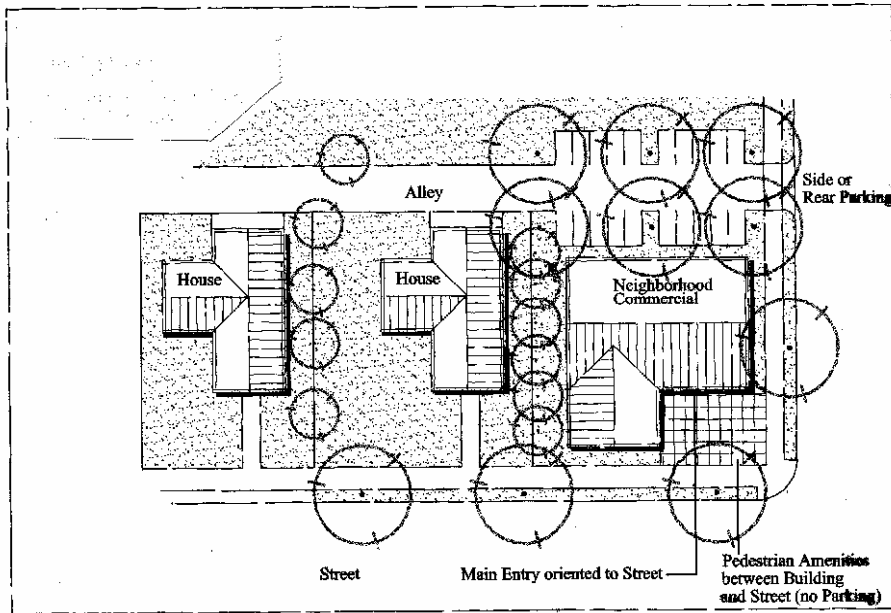 Alley
Side or
Rear Parking
House
House
Neighborhood
Commercial
Street
Main Entry oriented to Street
Pedestrian Amenities
between Building
and Street (no Parking)